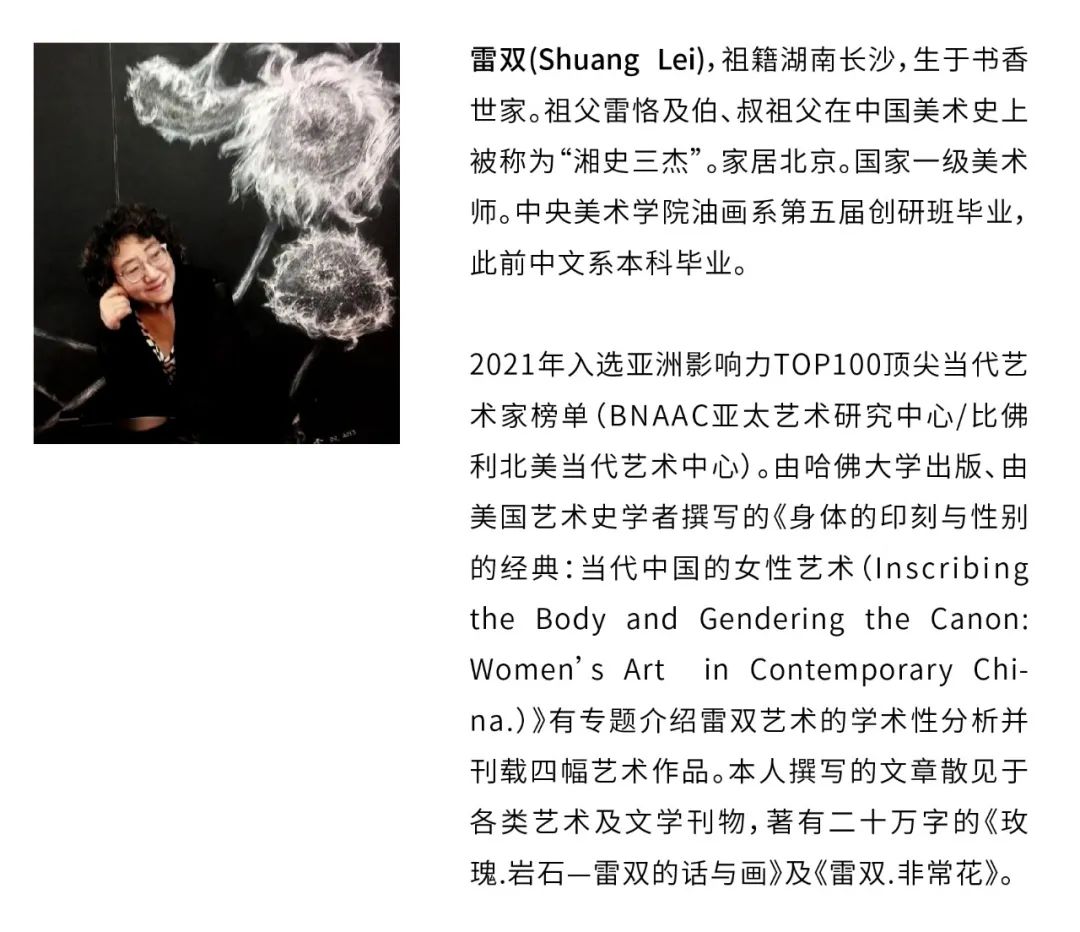 雷双(Shuang Lei)，祖籍湖南长沙，生于书香
世家。祖父雷恪及伯、叔祖父在中国美术史上
被称为“湘史三杰”。家居北京。国家一级美术
师。中央美术学院油画系第五届创研班毕业，
此前中文系本科毕业。
2021年入选亚洲影响力TOP100顶尖当代艺
术家榜单（BNAAC亚太艺术研究中心/比佛
利北美当代艺术中心）。由哈佛大学出版、由
美国艺术史学者撰写的《身体的印刻与性别
的经典：当代中国的女性艺术（Inscribing
the Body and Gendering the Canon:
Women’s Art in Contemporary Chi-
na.）》有专题介绍雷双艺术的学术性分析并
刊载四幅艺术作品。本人撰写的文章散见于
各类艺术及文学刊物，著有二十万字的《玫
瑰.岩石—雷双的话与画》及《雷双.非常花》。